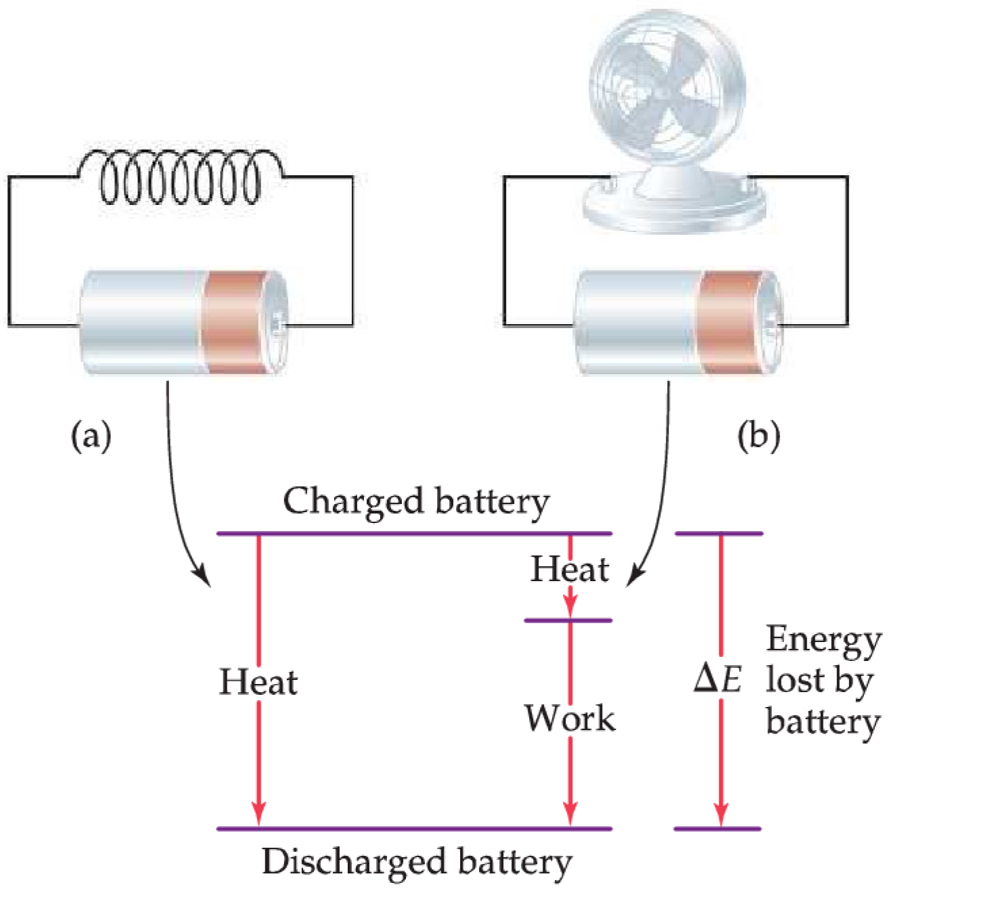 (a)
(b)
Charged battery
Heat
Heat
Work
ΔE
Energy
lost by
battery
Discharged battery